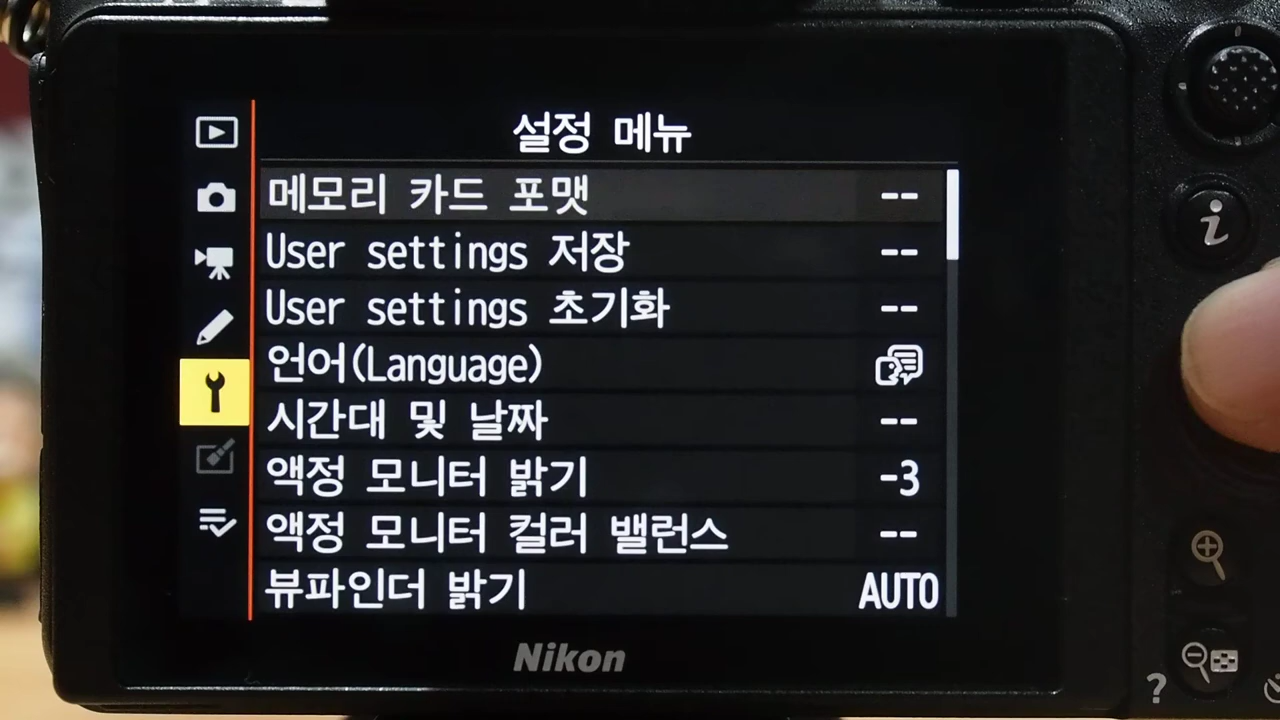 설정 메뉴
메모리 카드 포맷 --
User settings 저장 --
User settings 초기화 --
언어(Language)
시간대 및 날짜 --
액정 모니터 밝기 -3
액정 모니터 컬러 밸런스 --
뷰파인더 밝기 AUTO
Nikon
i
?